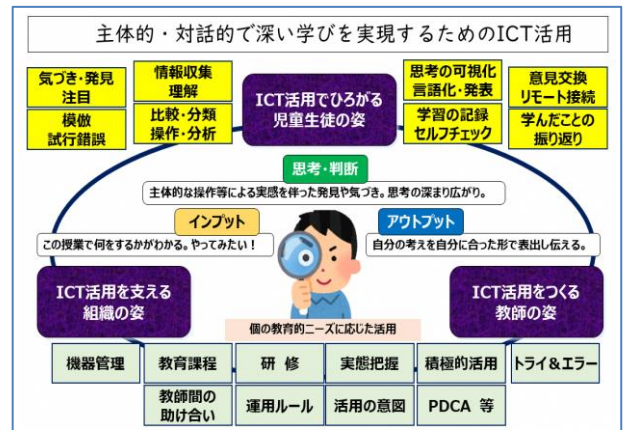 主体的・対話的で深い学びを実現するためのICT活用
気づき・発見
注目
情報収集
理解
模倣
試行錯誤
比較・分類
操作・分析
ICT活用でひろがる
児童生徒の姿
思考の可視化
言語化・発表
意見交換
リモート接続
学習の記録
セルフチェック
学んだことの
振り返り
思考・判断
主体的な操作等による実感を伴った発見や気づき。思考の深まり広がり。
インプット
この授業で何をするかがわかる。やってみたい！
アウトプット
自分の考えを自分に合った形で表出し伝える。
ICT活用を支える
組織の姿
ICT活用をつくる
教師の姿
個の教育的ニーズに応じた活用
機器管理
教育課程
研 修
実態把握
積極的活用
トライ＆エラー
教師間の
助け合い
運用ルール
活用の意図
PDCA 等